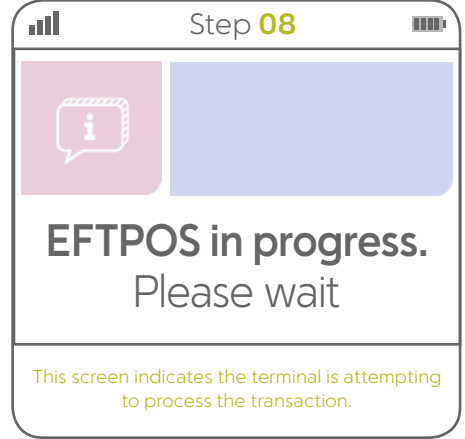 Step 08
i
EFTPOS in progress.
Please wait
This screen indicates the terminal is attempting
to process the transaction.